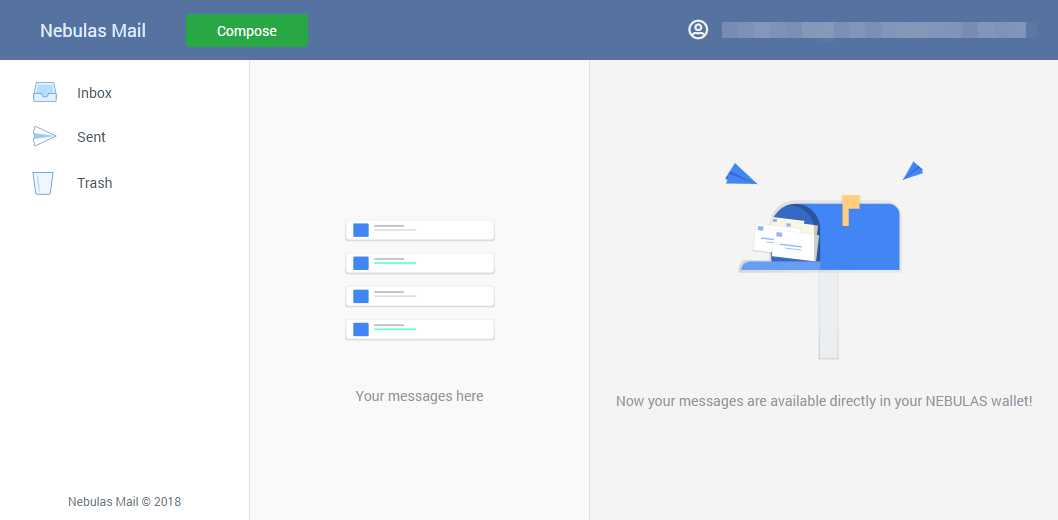 Nebulas Mail
Compose
Inbox
Sent
Trash
Your messages here
Now your messages are available directly in your NEBULAS wallet!
Nebulas Mail © 2018